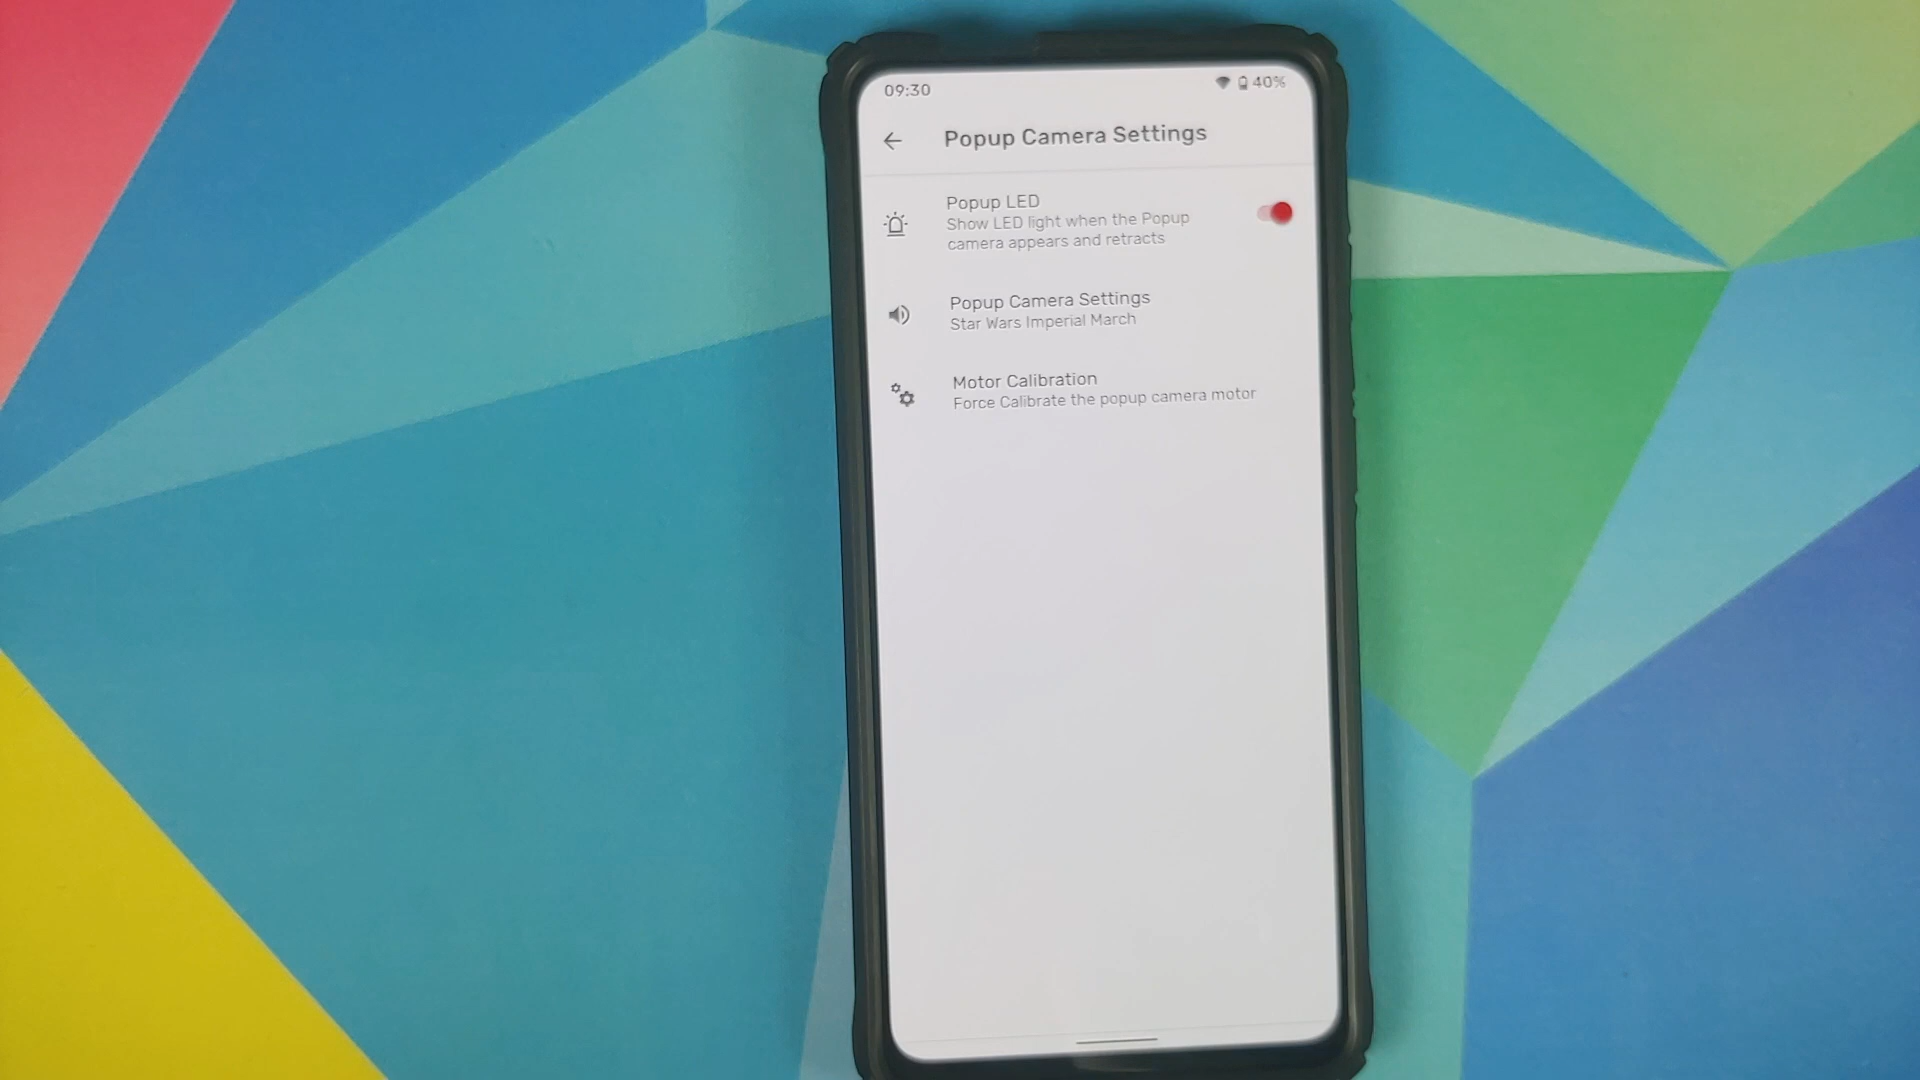 09:30
40%
Popup Camera Settings
Popup LED
Show LED light when the Popup
camera appears and retracts
Popup Camera Settings
Star Wars Imperial March
Motor Calibration
Force Calibrate the popup camera motor